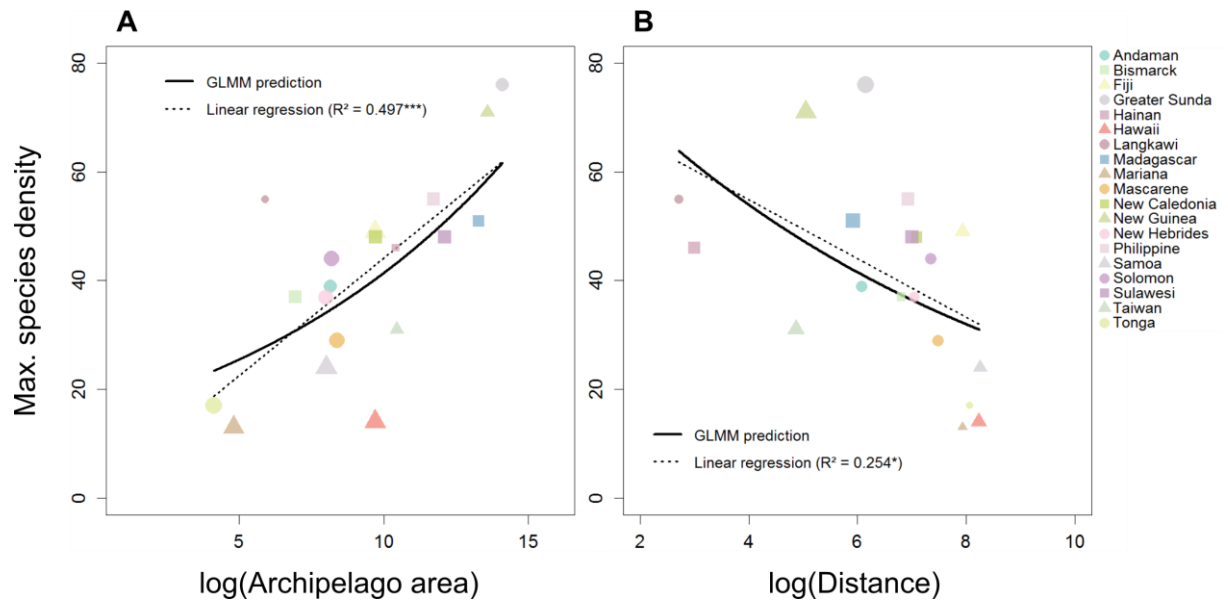 A
B
Max. species density
80
60
40
20
0
GLMM prediction
Linear regression (R² = 0.497***)
5
10
15
log(Archipelago area)
80
60
40
20
0
GLMM prediction
Linear regression (R² = 0.254*)
2
4
6
8
10
log(Distance)
Andaman
Bismarck
Fiji
Greater Sunda
Hainan
Hawaii
Langkawi
Madagascar
Mariana
Mascarene
New Caledonia
New Guinea
New Hebrides
Philippine
Samoa
Solomon
Sulawesi
Taiwan
Tonga